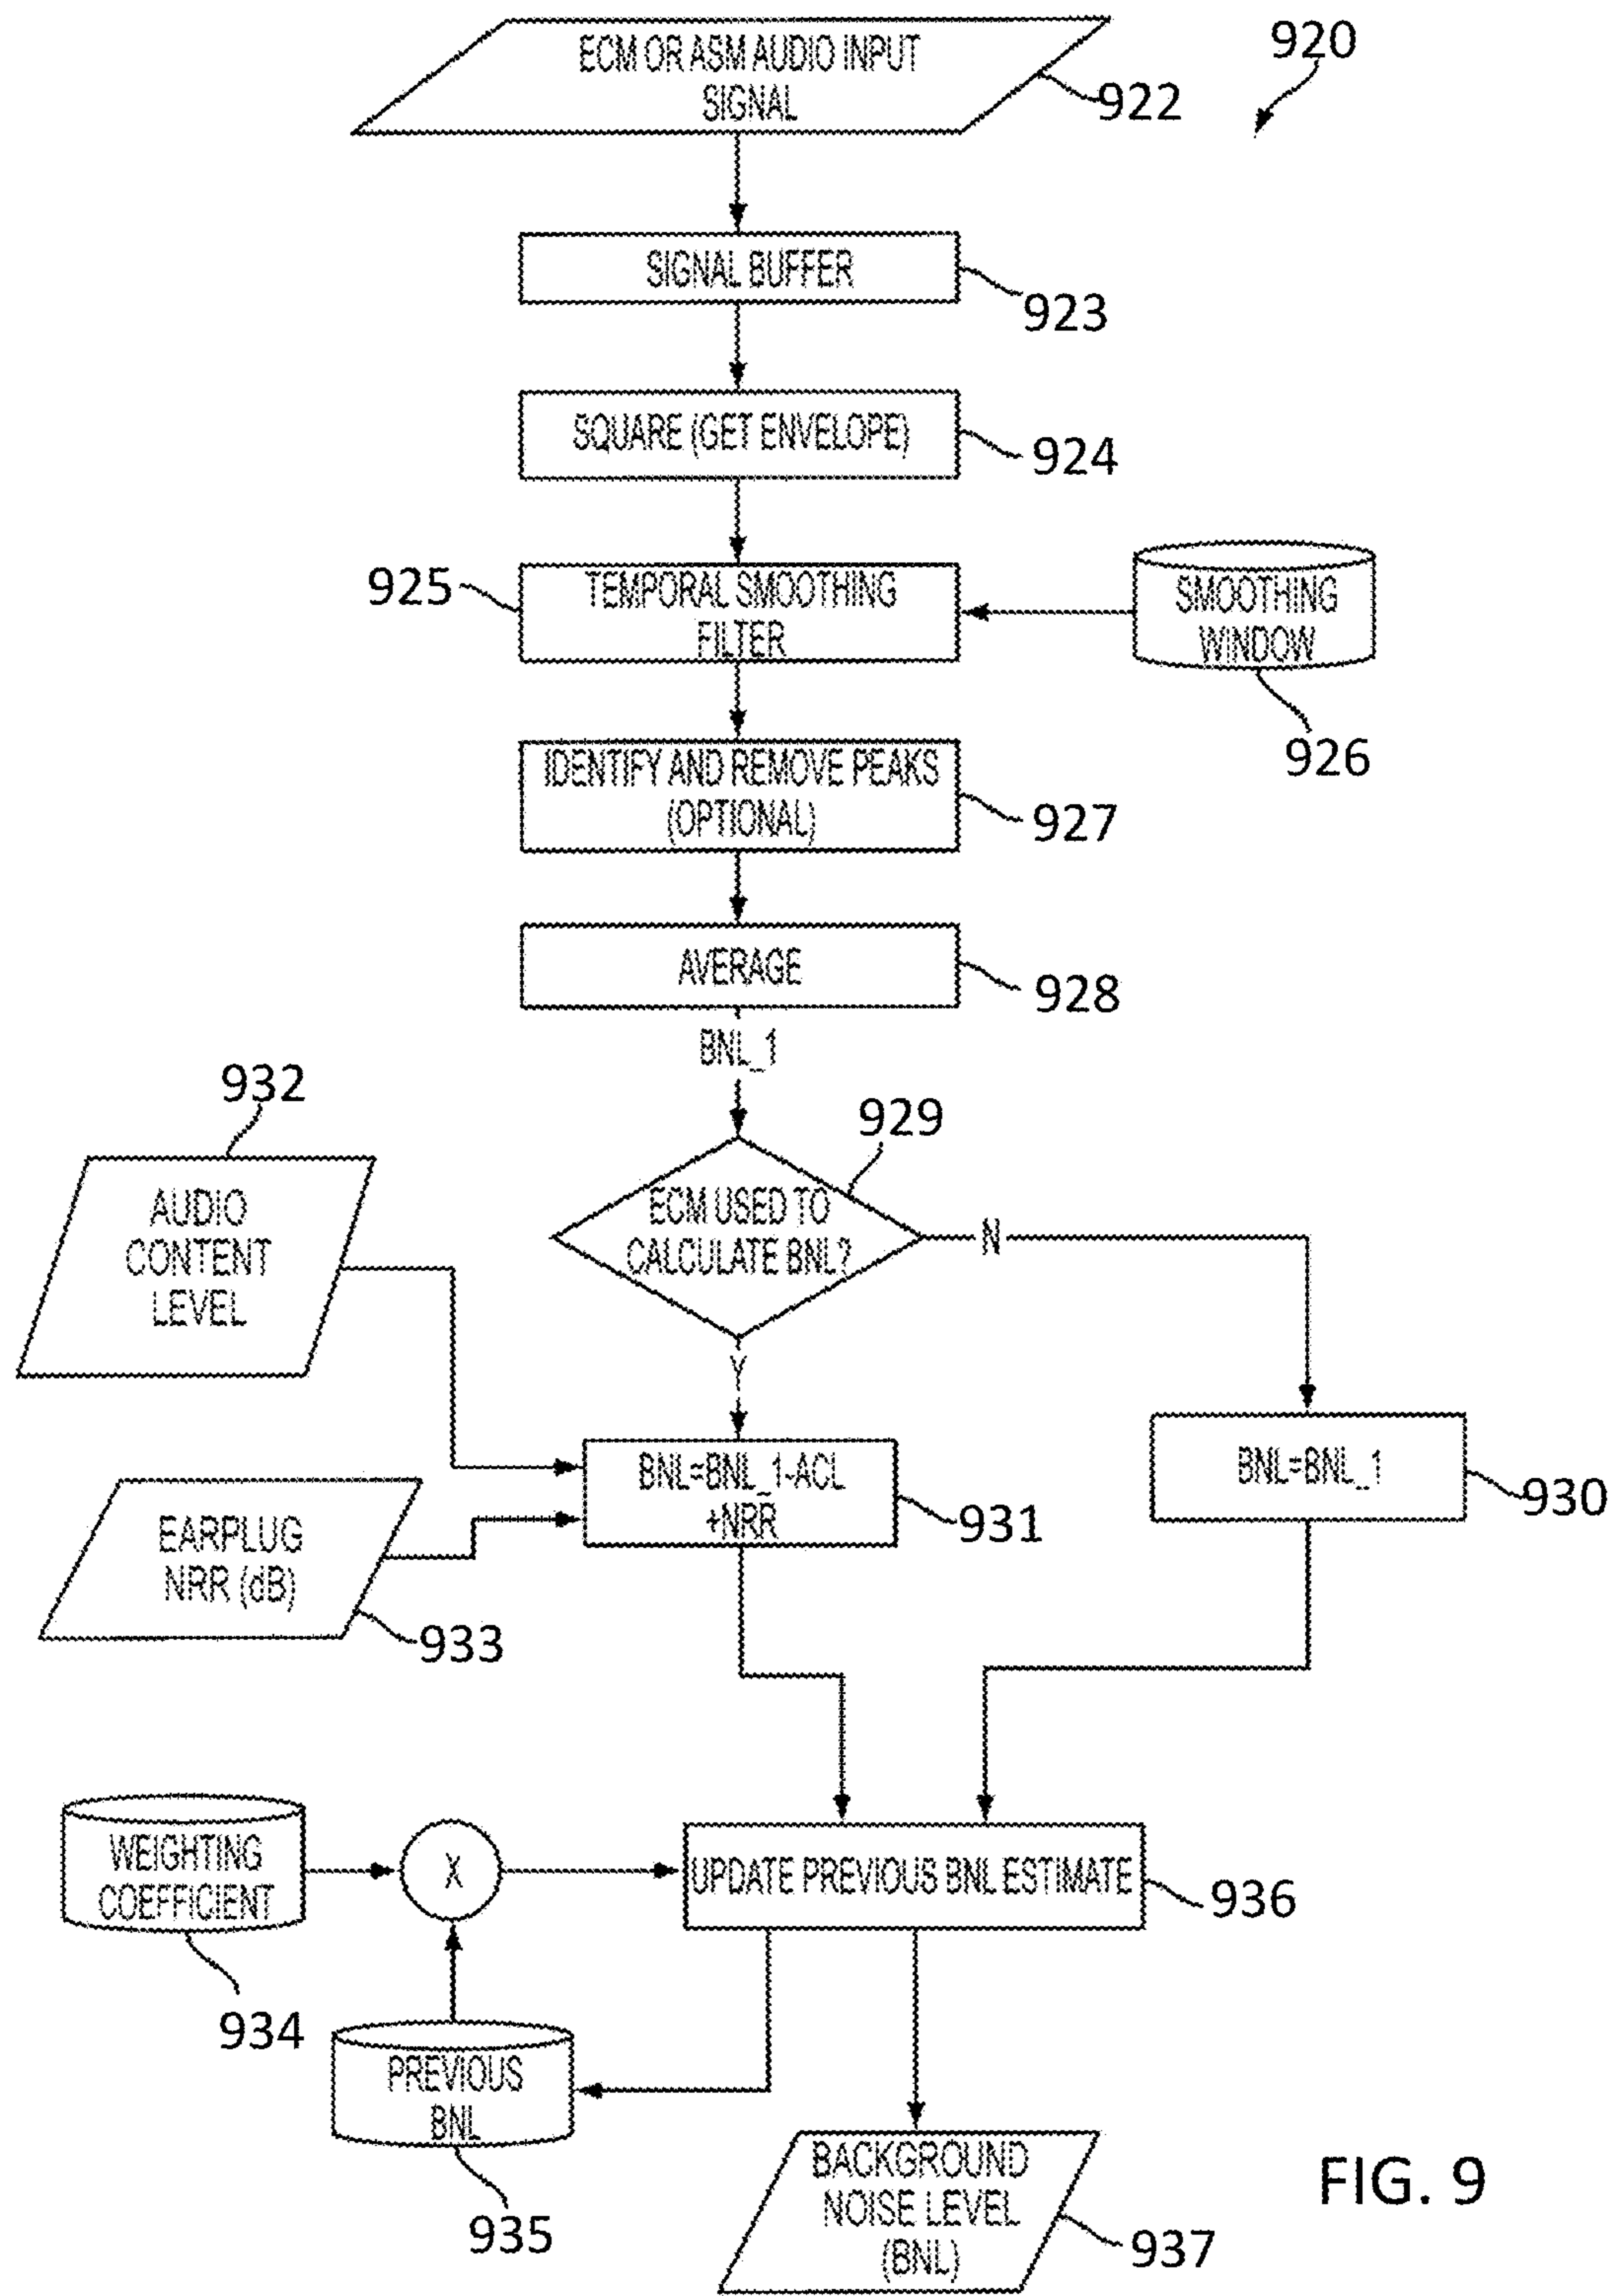 920
ECM OR ASM AUDIO INPUT
SIGNAL
922
SIGNAL BUFFER
923
SQUARE (GET ENVELOPE)
924
925
TEMPORAL SMOOTHING
FILTER
SMOOTHING
WINDOW
926
IDENTIFY AND REMOVE PEAKS
(OPTIONAL)
927
AVERAGE
928
BNL_1
932
929
AUDIO
CONTENT
LEVEL
ECM USED TO
CALCULATE BNL?
N
Y
BNL=BNL_1-ACL
+NRR
931
BNL=BNL_1
930
EARPLUG
NRR (dB)
933
WEIGHTING
COEFFICIENT
934
X
UPDATE PREVIOUS BNL ESTIMATE
936
PREVIOUS
BNL
935
BACKGROUND
NOISE LEVEL
(BNL)
937
FIG. 9